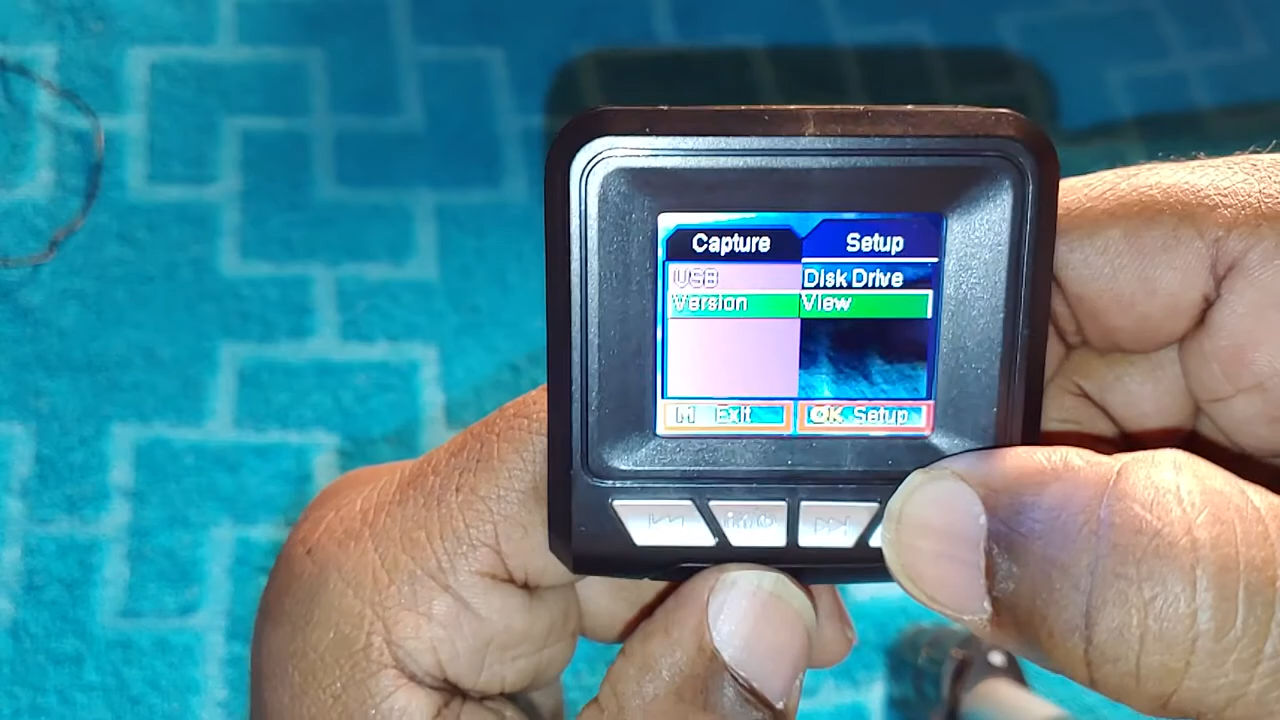 Capture Setup
USB Disk Drive
Version View
M Exit OK Setup